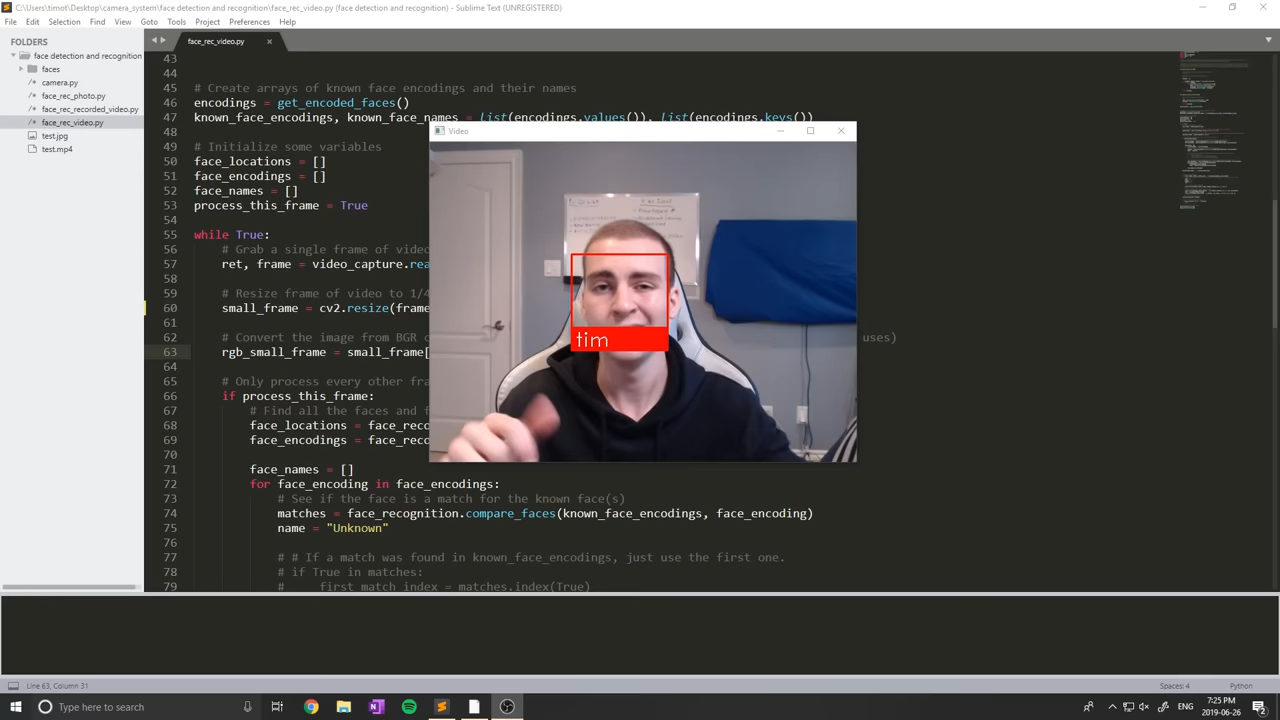 C:\Users\timot\Desktop\camera_system\face detection and recognition\face_rec_video.py (face detection and recognition) - Sublime Text (UNREGISTERED)
File Edit Selection Find View Goto Tools Project Preferences Help
FOLDERS
face detection and recognition
faces
camera.py
face_rec_photo.py
face_rec_recorded_video.py
face_rec_video.py
test.jpg
test.mp4
face_rec_video.py
43
44
45 # Create arrays of known face encodings and their names
46 encodings = get_encoded_faces()
47 known_face_encodings, known_face_names = list(encodings.values()), list(encodings.keys())
48
49 # Initialize some variables
50 face_locations = []
51 face_encodings = []
52 face_names = []
53 process_this_frame = True
54
55 while True:
56 # Grab a single frame of video
57 ret, frame = video_capture.rea
58
59 # Resize frame of video to 1/4
60 small_frame = cv2.resize(frame
61
62 # Convert the image from BGR c uses)
63 rgb_small_frame = small_frame[
64
65 # Only process every other fra
66 if process_this_frame:
67 # Find all the faces and f
68 face_locations = face_reco
69 face_encodings = face_reco
70
71 face_names = []
72 for face_encoding in face_encodings:
73 # See if the face is a match for the known face(s)
74 matches = face_recognition.compare_faces(known_face_encodings, face_encoding)
75 name = "Unknown"
76
77 # # If a match was found in known_face_encodings, just use the first one.
78 # if True in matches:
79 # first_match_index = matches.index(True)
Video
tim
Line 63, Column 31
Spaces: 4
Python
Type here to search
ENG
7:25 PM
2019-06-26
2